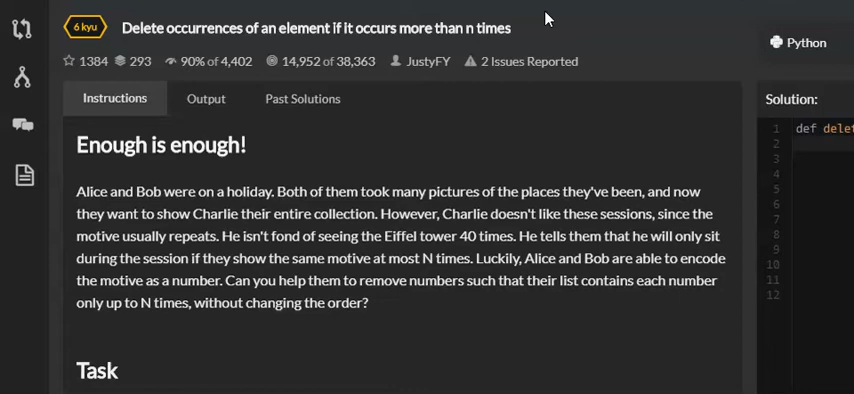 6 kyu Delete occurrences of an element if it occurs more than n times
1384 293 90% of 4,402 14,952 of 38,363 JustyFY 2 Issues Reported
Python
Instructions Output Past Solutions
Solution:
Enough is enough!
Alice and Bob were on a holiday. Both of them took many pictures of the places they've been, and now
they want to show Charlie their entire collection. However, Charlie doesn't like these sessions, since the
motive usually repeats. He isn't fond of seeing the Eiffel tower 40 times. He tells them that he will only sit
during the session if they show the same motive at most N times. Luckily, Alice and Bob are able to encode
the motive as a number. Can you help them to remove numbers such that their list contains each number
only up to N times, without changing the order?
Task
1 def delet
2
3
4
5
6
7
8
9
10
11
12